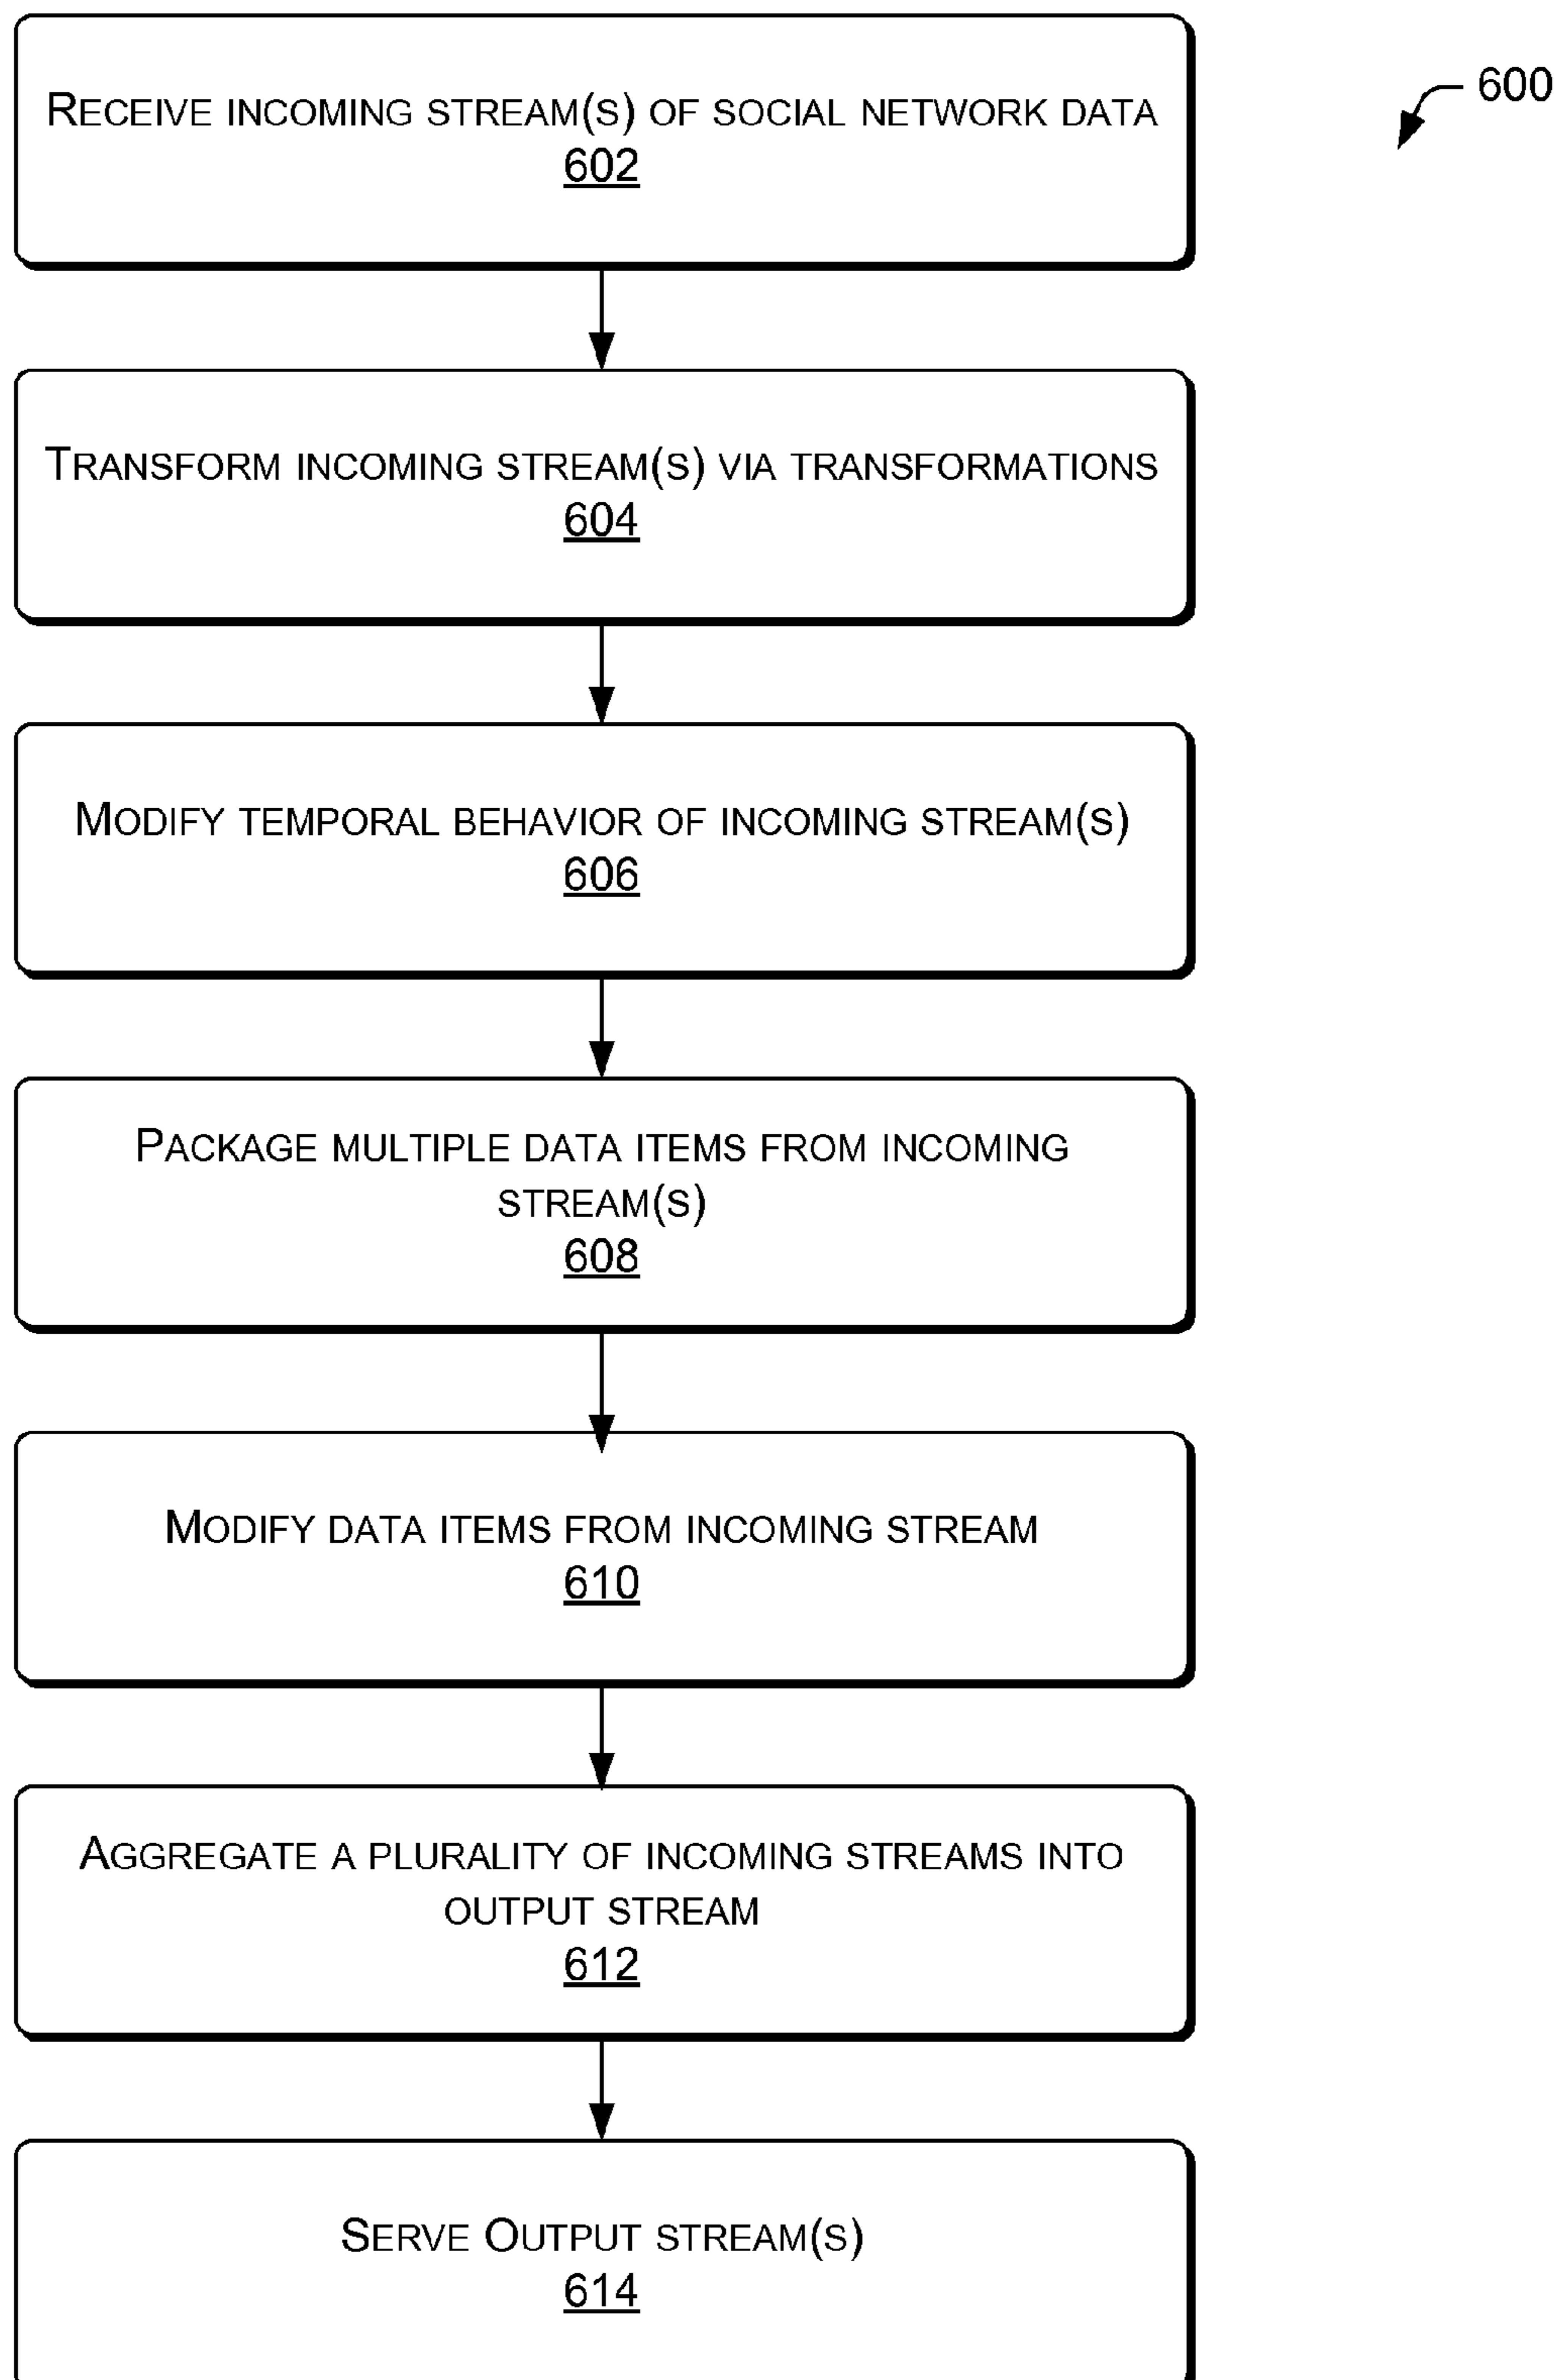 RECEIVE INCOMING STREAM(S) OF SOCIAL NETWORK DATA
602
600
TRANSFORM INCOMING STREAM(S) VIA TRANSFORMATIONS
604
MODIFY TEMPORAL BEHAVIOR OF INCOMING STREAM(S)
606
PACKAGE MULTIPLE DATA ITEMS FROM INCOMING
STREAM(S)
608
MODIFY DATA ITEMS FROM INCOMING STREAM
610
AGGREGATE A PLURALITY OF INCOMING STREAMS INTO
OUTPUT STREAM
612
SERVE OUTPUT STREAM(S)
614